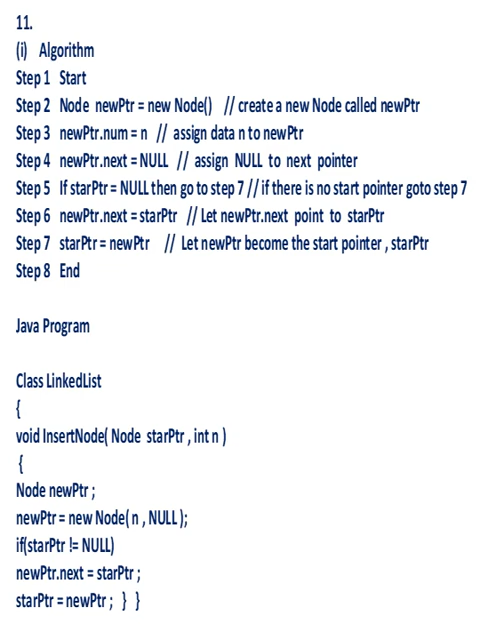 11.
(i) Algorithm
Step 1 Start
Step 2 Node newPtr = new Node() // create a new Node called newPtr
Step 3 newPtr.num = n // assign data n to newPtr
Step 4 newPtr.next = NULL // assign NULL to next pointer
Step 5 If starPtr = NULL then go to step 7 // if there is no start pointer goto step 7
Step 6 newPtr.next = starPtr // Let newPtr.next point to starPtr
Step 7 starPtr = newPtr // Let newPtr become the start pointer , starPtr
Step 8 End
Java Program
Class LinkedList
{
void InsertNode( Node starPtr , int n )
{
Node newPtr ;
newPtr = new Node( n , NULL );
if(starPtr != NULL)
newPtr.next = starPtr ;
starPtr = newPtr ; } }